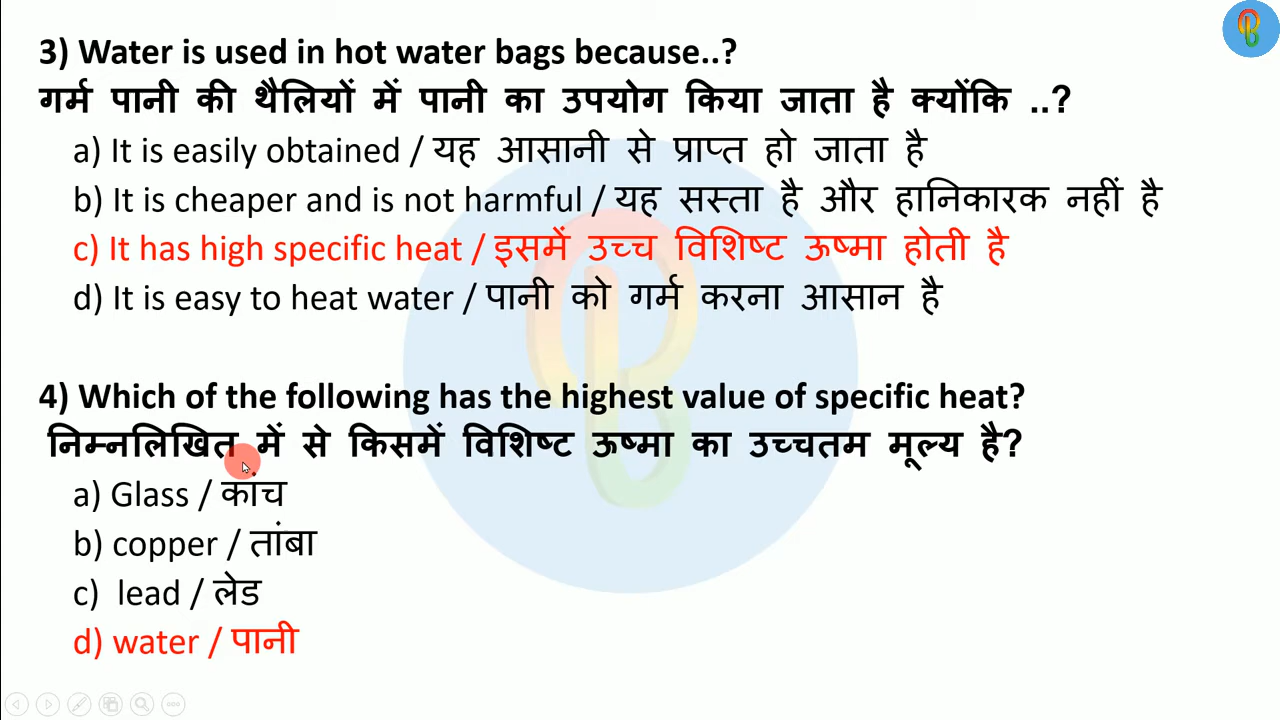 3) Water is used in hot water bags because..?
गर्म पानी की थैलियों में पानी का उपयोग किया जाता है क्योंकि ..?
a) It is easily obtained / यह आसानी से प्राप्त हो जाता है
b) It is cheaper and is not harmful / यह सस्ता है और हानिकारक नहीं है
c) It has high specific heat / इसमें उच्च विशिष्ट ऊष्मा होती है
d) It is easy to heat water / पानी को गर्म करना आसान है
4) Which of the following has the highest value of specific heat?
निम्नलिखित में से किसमें विशिष्ट ऊष्मा का उच्चतम मूल्य है?
a) Glass / कांच
b) copper / तांबा
c) lead / लेड
d) water / पानी